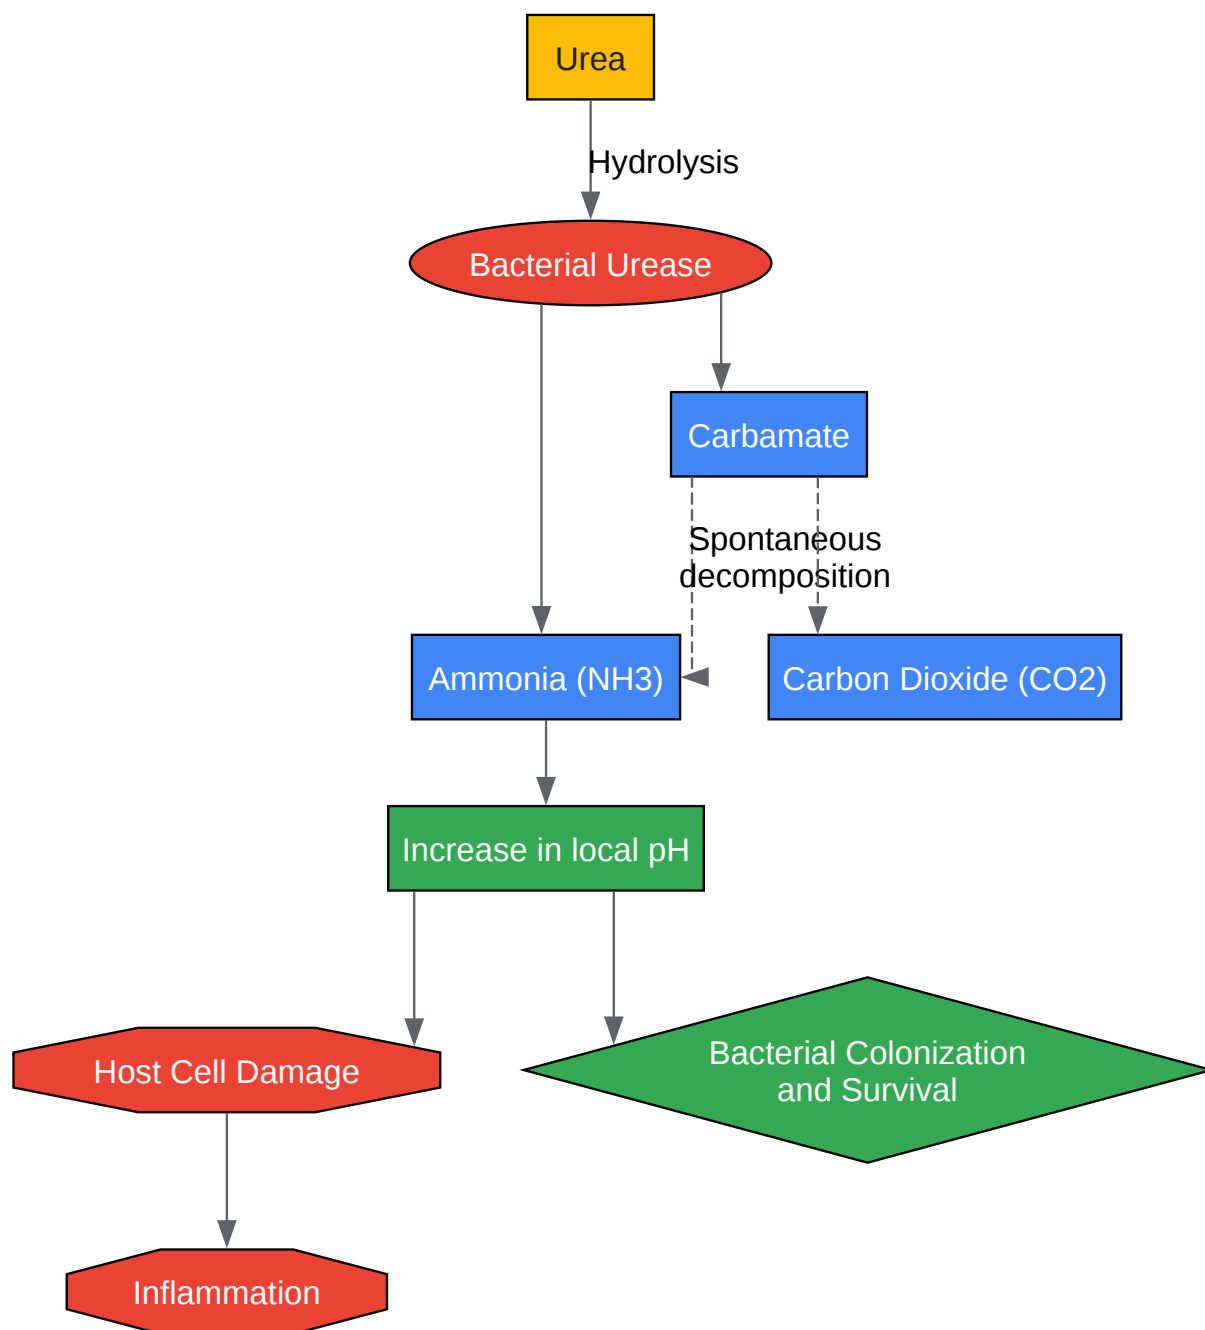 Urea
Hydrolysis
Bacterial Urease
Carbamate
Spontaneous
decomposition
Ammonia (NH3)
Carbon Dioxide (CO2)
Increase in local pH
Host Cell Damage
Bacterial Colonization
and Survival
Inflammation